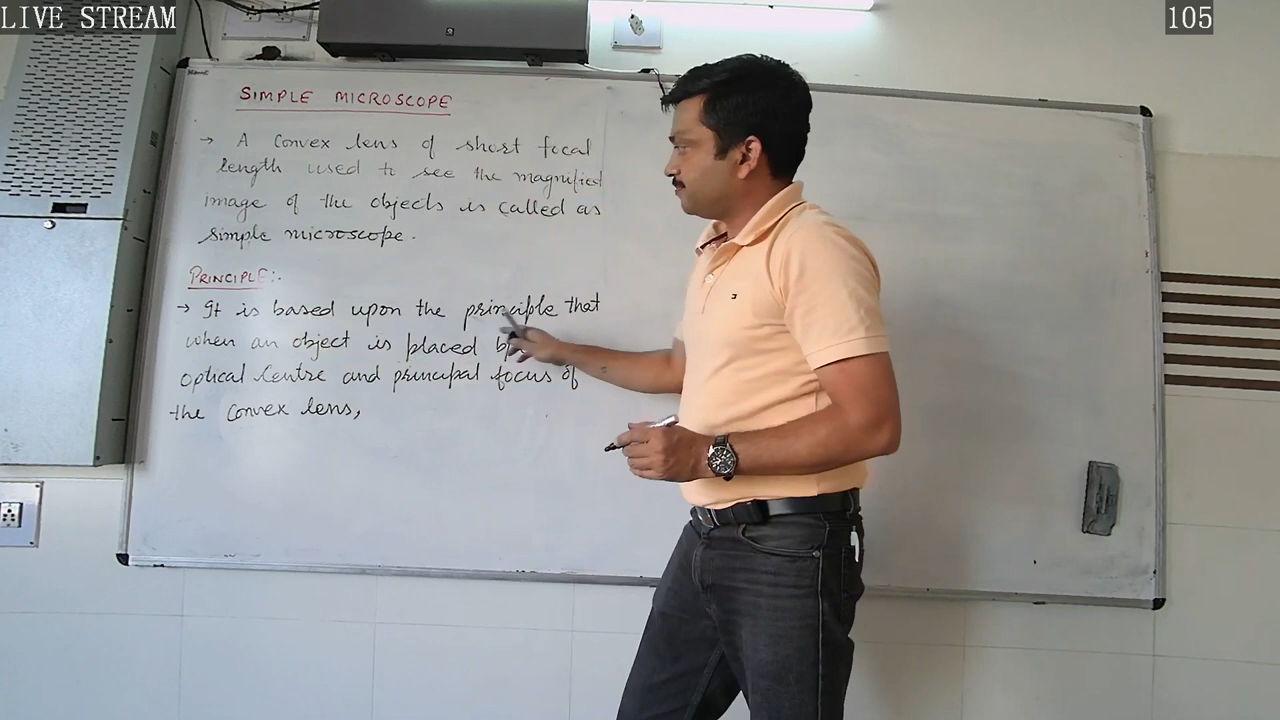 LIVE STREAM
105
SIMPLE MICROSCOPE
→ A convex lens of short focal
length used to see the magnified
image of the objects is called as
simple microscope.
PRINCIPLE:-
→ It is based upon the principle that
when an object is placed
optical centre and principal focus of
the convex lens,